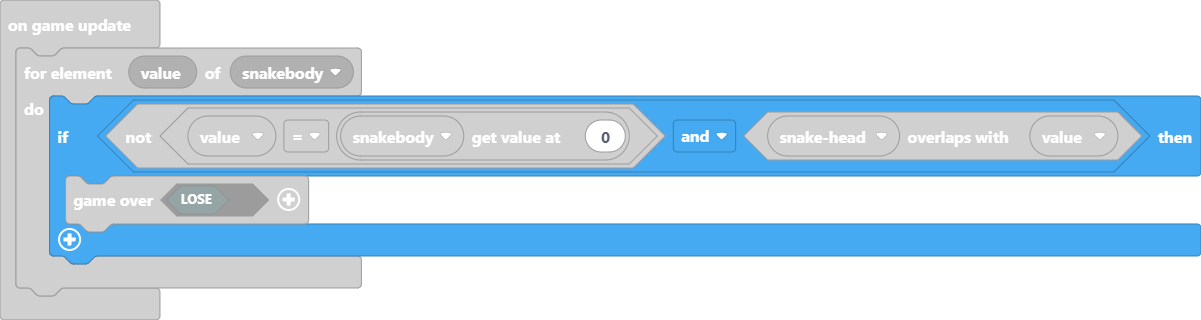 on game update
for element value of snakebody
do
if not value = snakebody get value at 0 and snake-head overlaps with value then
game over LOSE